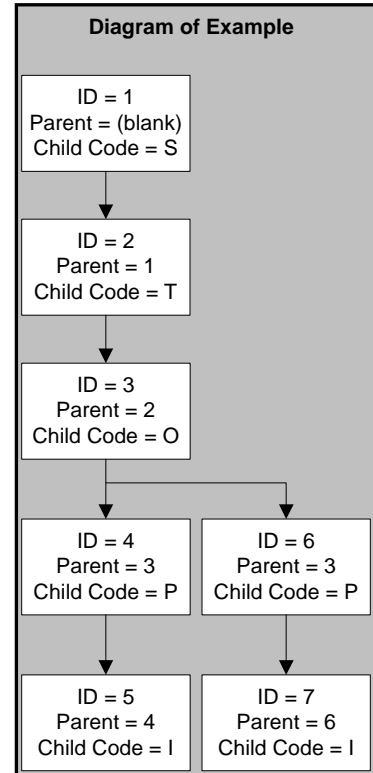 Diagram of Example
ID = 1
Parent = (blank)
Child Code = S
ID = 2
Parent = 1
Child Code = T
ID = 3
Parent = 2
Child Code = O
ID = 4
Parent = 3
Child Code = P
ID = 6
Parent = 3
Child Code = P
ID = 5
Parent = 4
Child Code = I
ID = 7
Parent = 6
Child Code = I